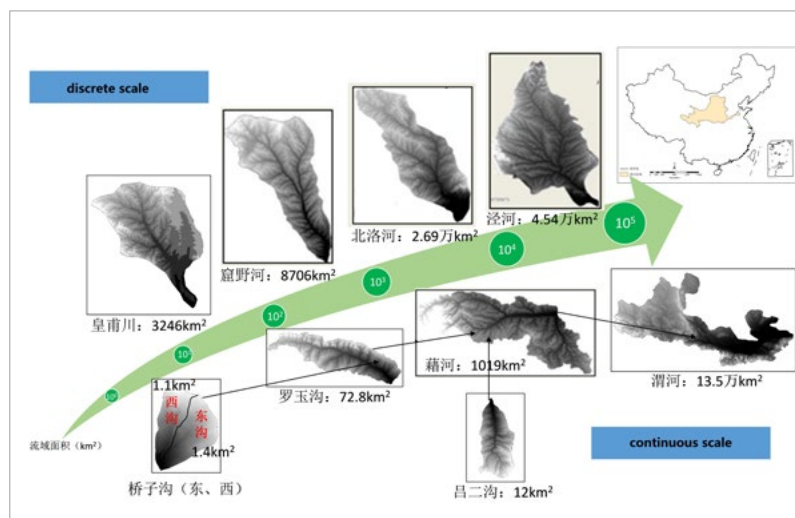 discrete scale
泾河：4.54万km²
北洛河：2.69万km²
窟野河：8706km²
皇甫川：3246km²
10⁵
10⁴
10³
10²
10¹
10⁰
罗玉沟：72.8km²
藉河：1019km²
渭河：13.5万km²
1.1km²
西沟
东沟
1.4km²
流域面积（km²）
桥子沟（东、西）
吕二沟：12km²
continuous scale